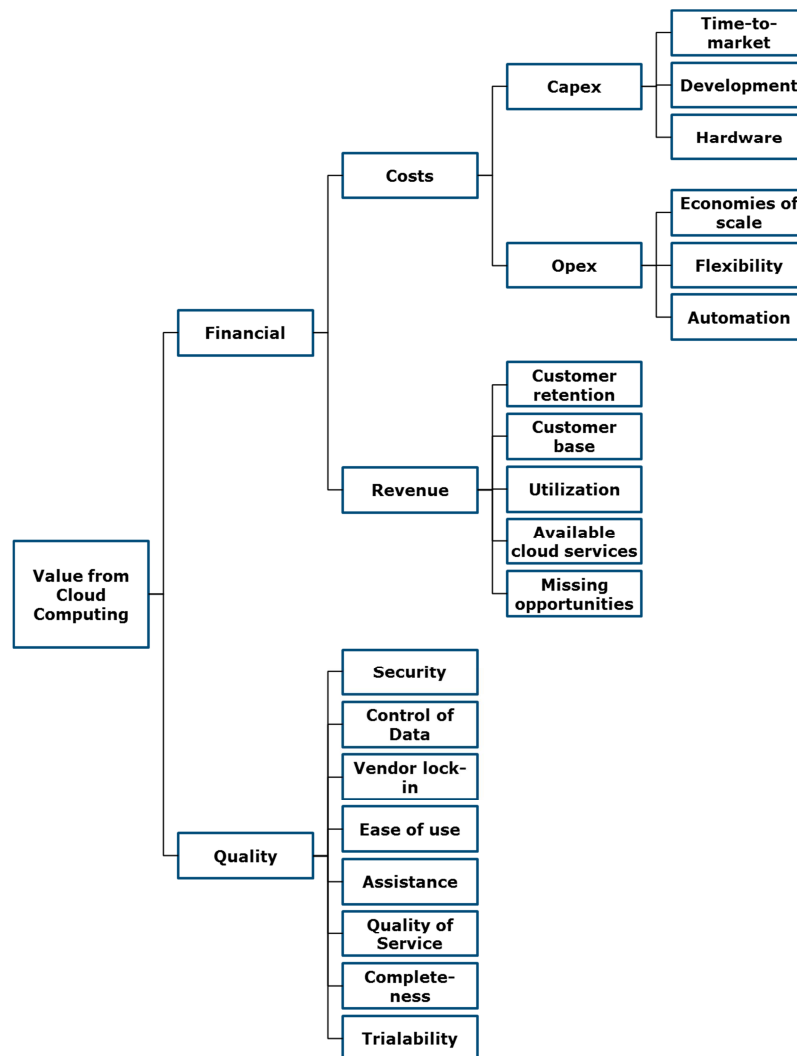 Time-to-
market
Development
Hardware
Capex
Costs
Economies of
scale
Opex
Flexibility
Automation
Financial
Customer
retention
Customer
base
Revenue
Utilization
Available
cloud services
Missing
opportunities
Value from
Cloud
Computing
Security
Control of
Data
Vendor lock-
in
Ease of use
Quality
Assistance
Quality of
Service
Complete-
ness
Trialability